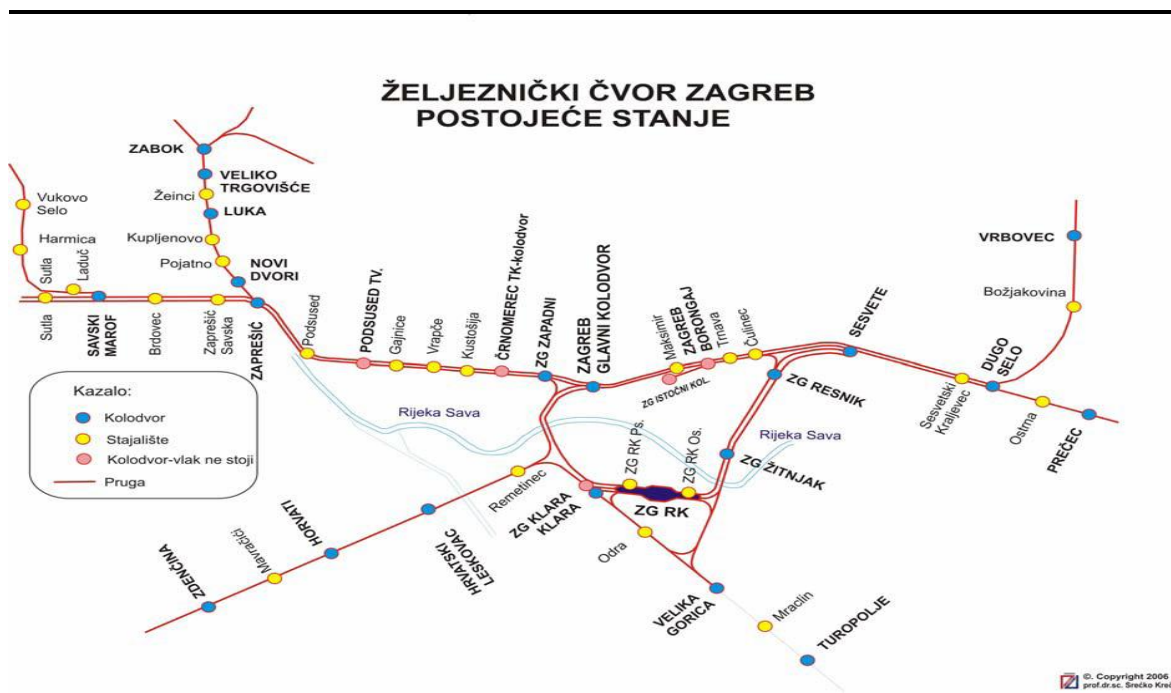 ŽELJEZNIČKI ČVOR ZAGREB
POSTOJEĆE STANJE
ZABOK
VELIKO
TRGOVIŠĆE
Žeinci
LUKA
Kupljenovo
Pojatno
NOVI
DVORI
Vukovo
Selo
Harmica
Sutla
Laduč
Sutla
SAVSKI
MAROF
Brdovec
Zaprešić
Savska
ZAPREŠIĆ
Podsused
PODSUSED TV.
Gajnice
Vrapče
Kustošija
ČRNOMEREC TK-kolodvor
ZG ZAPADNI
ZAGREB
GLAVNI KOLODVOR
Maksimir
ZAGREB
BORONGAJ
Trnava
Čulinec
ZG ISTOČNI KOL.
SESVETE
ZG RESNIK
VRBOVEC
Božjakovina
DUGO
SELO
Sesvetski
Kraljevec
Ostrna
PREČEC
Kazalo:
Kolodvor
Stajalište
Kolodvor-vlak ne stoji
Pruga
Rijeka Sava
Rijeka Sava
ZG RK Ps.
ZG RK Os.
ZG ŽITNJAK
Remetinec
ZG KLARA
KLARA
ZG RK
HRVATSKI
LESKOVAC
HORVATI
Mavračići
ZDENČINA
Odra
VELIKA
GORICA
Mraclin
TUROPOLJE
©. Copyright 2006
prof.dr.sc. Srećko Kreč